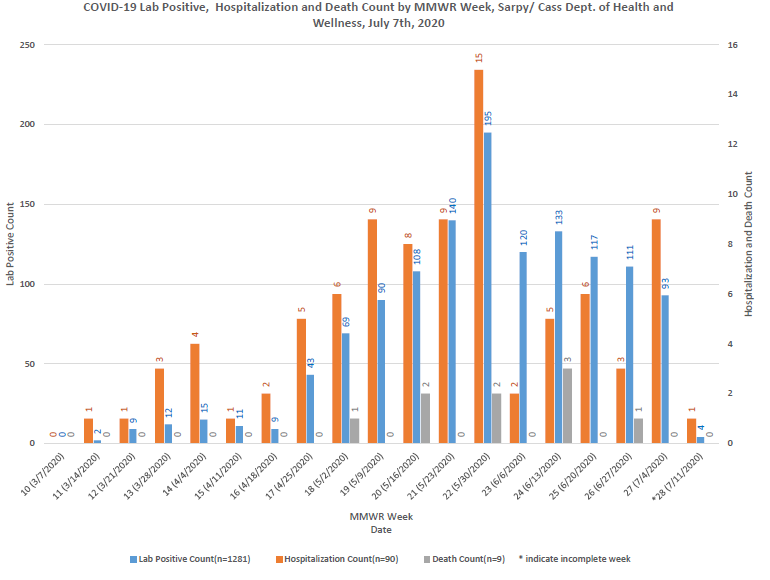 COVID-19 Lab Positive, Hospitalization and Death Count by MMWR Week, Sarpy/ Cass Dept. of Health and
Wellness, July 7th, 2020
250
200
150
100
50
0
16
14
12
10
8
6
4
2
0
Lab Positive Count
Hospitalization and Death Count
0 0 0
1 2 0
1 9 0
3 12 0
4 15 0
1 11 0
2 9 0
5 43 0
6 69 1
9 90 0
8 108 2
9 140 0
15 195 2
2 120 0
5 133 3
6 117 0
3 111 1
9 93 0
1 4 0
10 (3/7/2020)
11 (3/14/2020)
12 (3/21/2020)
13 (3/28/2020)
14 (4/4/2020)
15 (4/11/2020)
16 (4/18/2020)
17 (4/25/2020)
18 (5/2/2020)
19 (5/9/2020)
20 (5/16/2020)
21 (5/23/2020)
22 (5/30/2020)
23 (6/6/2020)
24 (6/13/2020)
25 (6/20/2020)
26 (6/27/2020)
27 (7/4/2020)
*28 (7/11/2020)
MMWR Week
Date
Lab Positive Count(n=1281) Hospitalization Count(n=90) Death Count(n=9) * indicate incomplete week